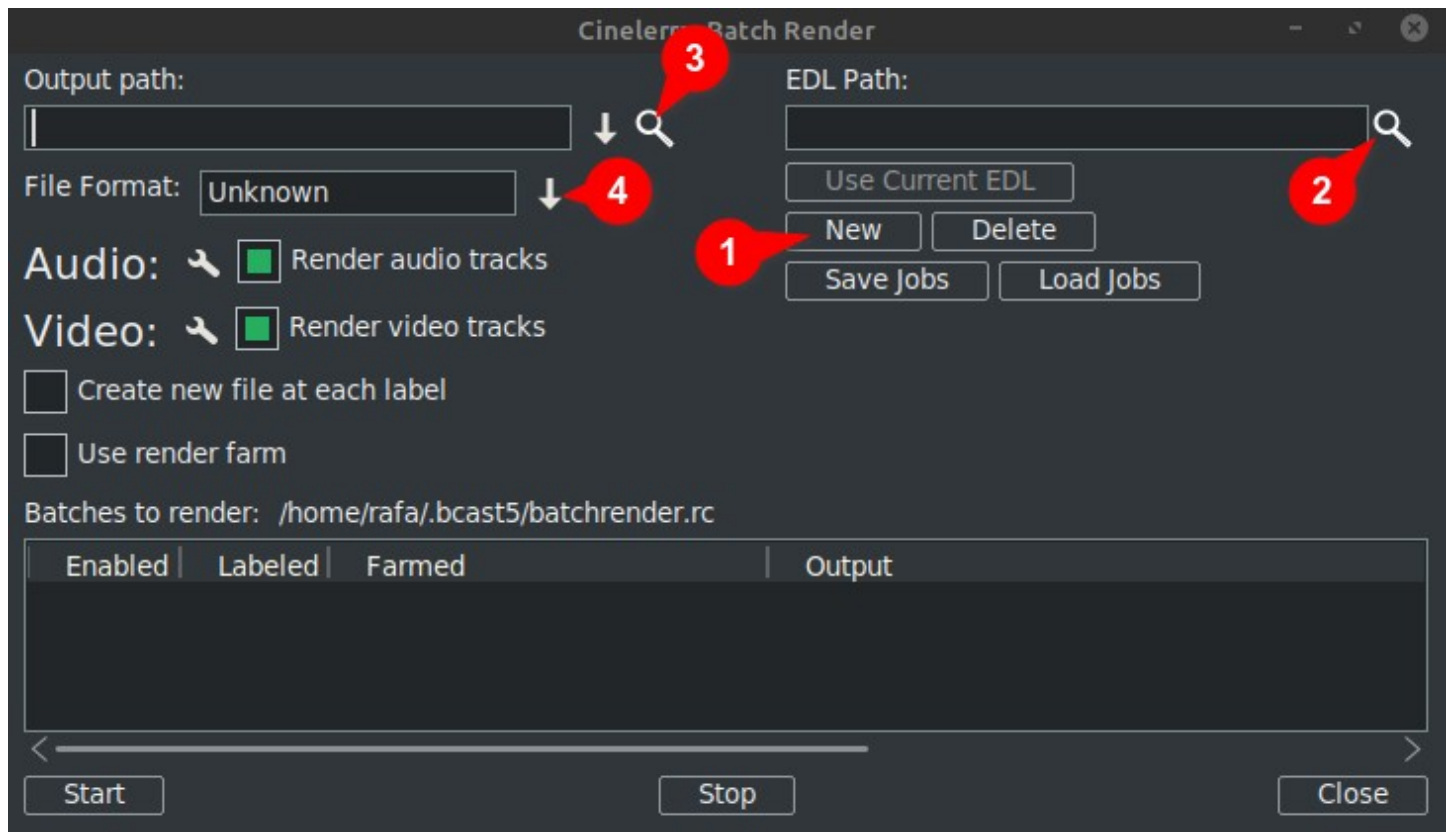 Cinelerr Batch Render
3
Output path:
EDL Path:
File Format: Unknown
4
Use Current EDL
2
1
New Delete
Audio: Render audio tracks
Save Jobs Load Jobs
Video: Render video tracks
Create new file at each label
Use render farm
Batches to render: /home/rafa/.bcast5/batchrender.rc
Enabled Labeled Farmed Output
Start Stop Close